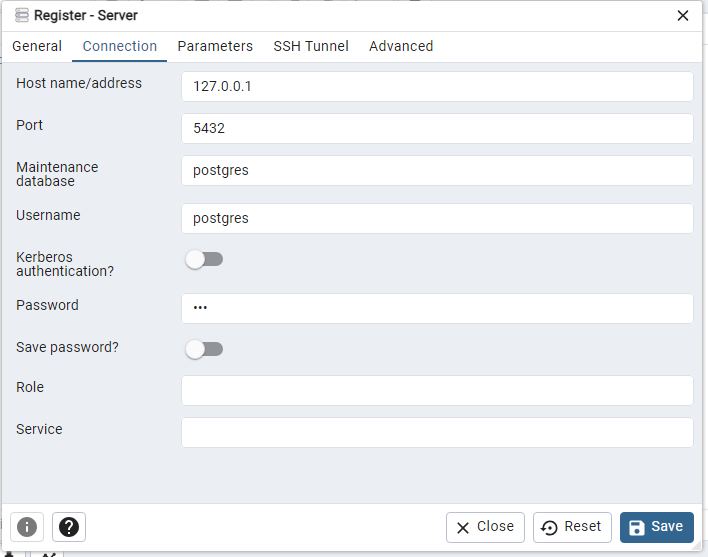 Register - Server
General Connection Parameters SSH Tunnel Advanced
Host name/address 127.0.0.1
Port 5432
Maintenance
database postgres
Username postgres
Kerberos
authentication?
Password •••
Save password?
Role
Service
Close Reset Save